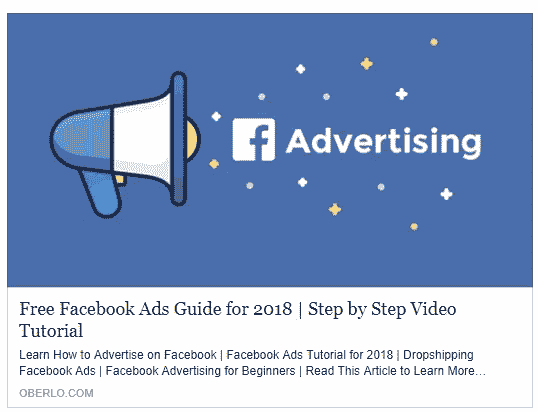 f Advertising
Free Facebook Ads Guide for 2018 | Step by Step Video
Tutorial
Learn How to Advertise on Facebook | Facebook Ads Tutorial for 2018 | Dropshipping
Facebook Ads | Facebook Advertising for Beginners | Read This Article to Learn More...
OBERLO.COM